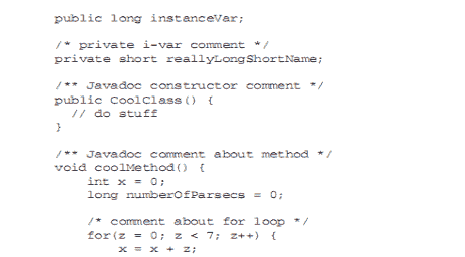 public long instanceVar;
/* private i-var comment */
private short reallyLongShortName;
/** Javadoc constructor comment */
public CoolClass() {
// do stuff
}
/** Javadoc comment about method */
void coolMethod() {
int x = 0;
long numberOfParsecs = 0;
/* comment about for loop */
for(z = 0; z < 7; z++) {
x = x + z;